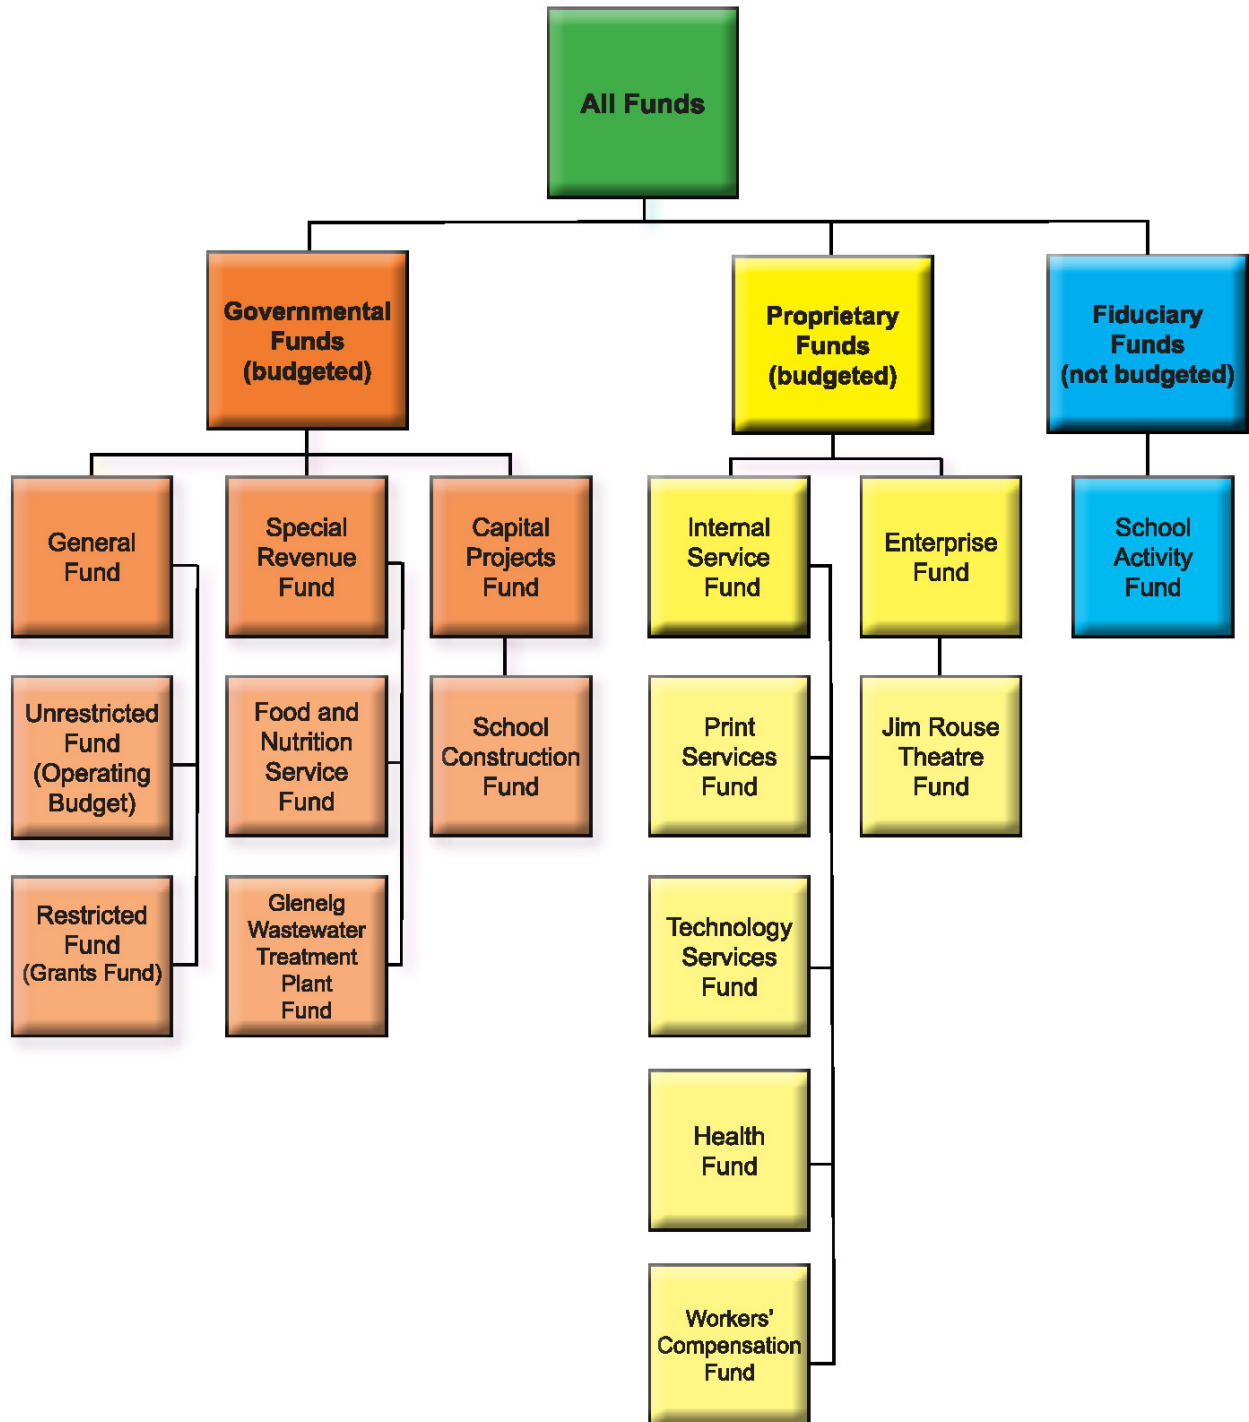 All Funds
Governmental
Funds
(budgeted)
Proprietary
Funds
(budgeted)
Fiduciary
Funds
(not budgeted)
General
Fund
Special
Revenue
Fund
Capital
Projects
Fund
Internal
Service
Fund
Enterprise
Fund
School
Activity
Fund
Unrestricted
Fund
(Operating
Budget)
Food and
Nutrition
Service
Fund
School
Construction
Fund
Print
Services
Fund
Jim Rouse
Theatre
Fund
Restricted
Fund
(Grants Fund)
Glenelg
Wastewater
Treatment
Plant
Fund
Technology
Services
Fund
Health
Fund
Workers’
Compensation
Fund